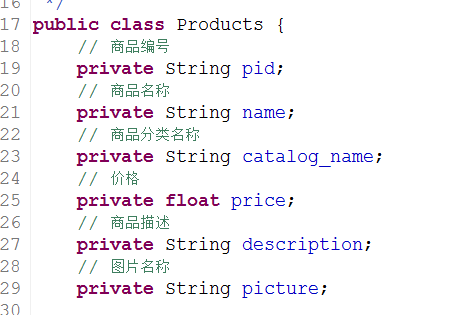 16  */
17 public class Products {
18     // 商品编号
19     private String pid;
20     // 商品名称
21     private String name;
22     // 商品分类名称
23     private String catalog_name;
24     // 价格
25     private float price;
26     // 商品描述
27     private String description;
28     // 图片名称
29     private String picture;
30